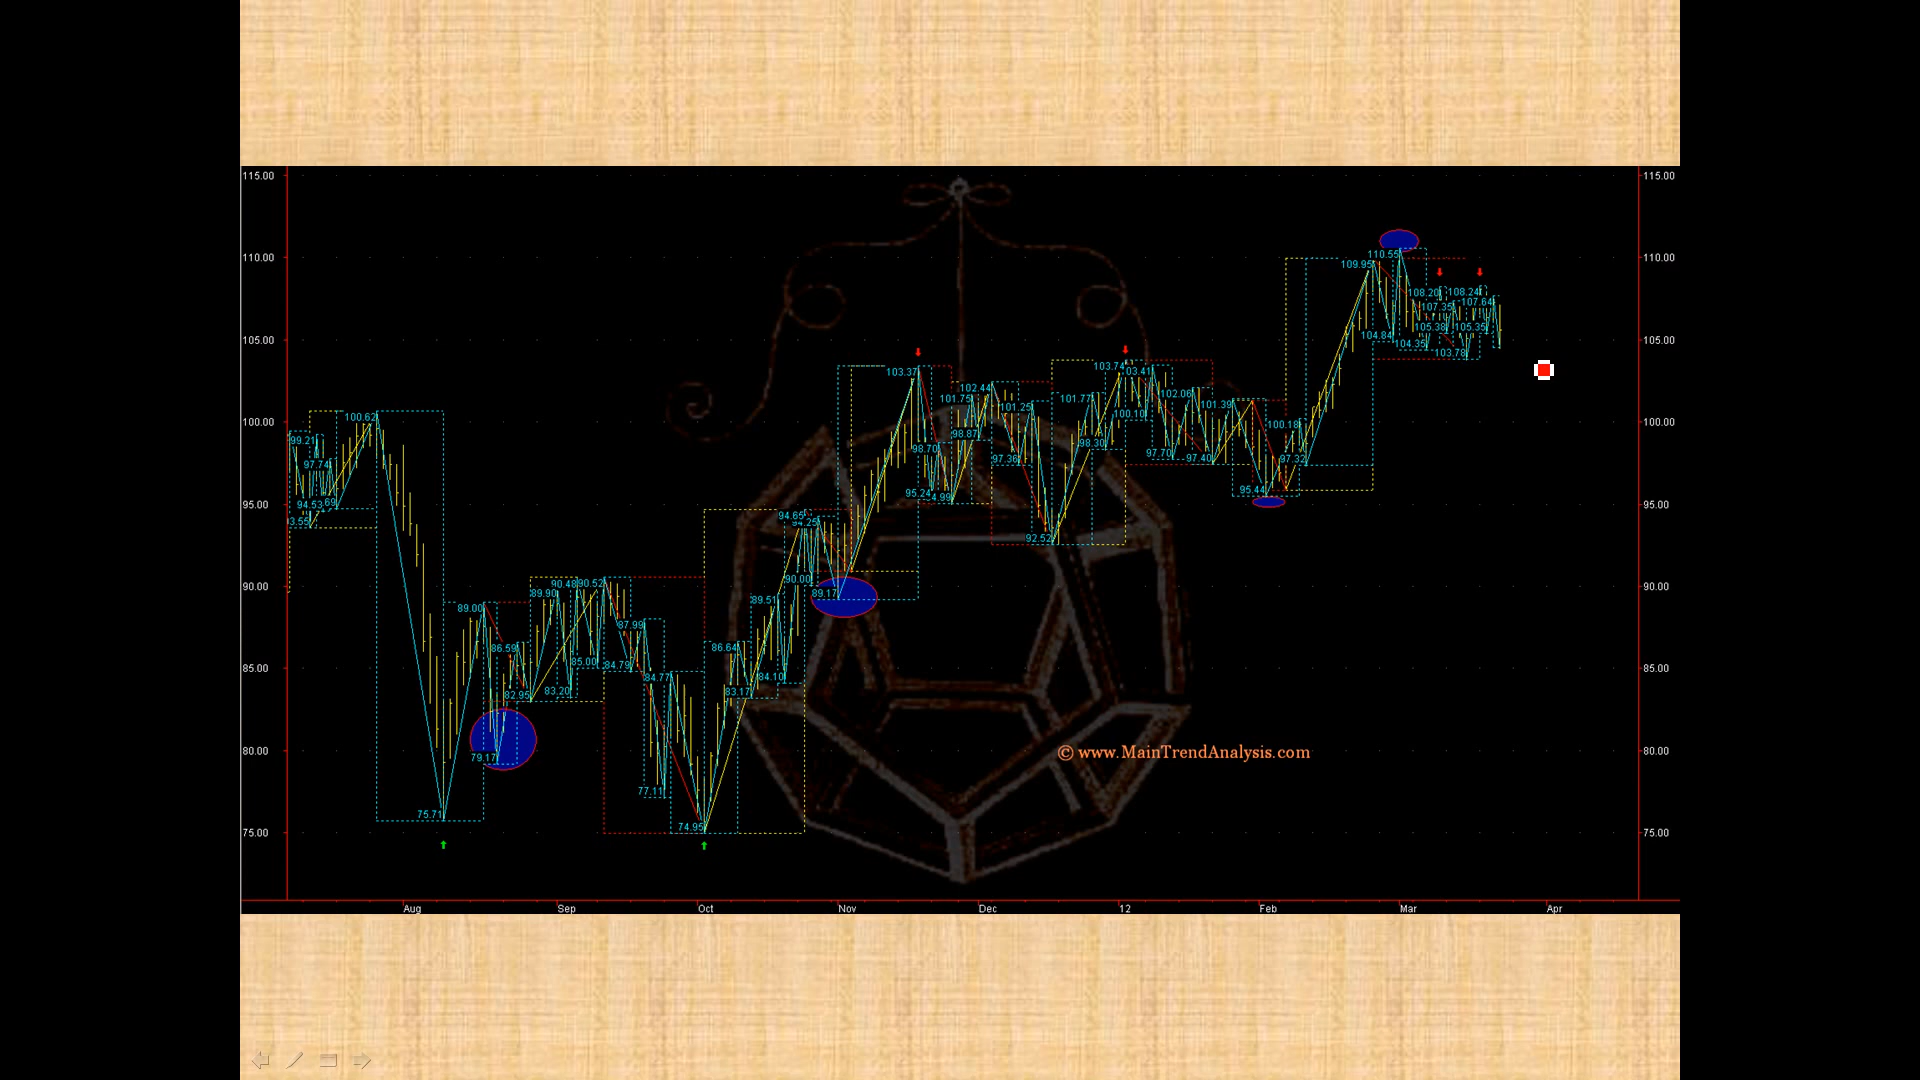 115.00 115.00
110.55
110.00 109.95 110.00
108.20 108.24
107.35 107.64
105.38 105.35
105.00 104.84 105.00
104.35
103.78
103.37 103.74 103.41
102.44 102.06
101.75 101.25 101.77 101.39
100.62 100.10 100.18
100.00 100.00
99.21 98.70 98.87 98.30
97.74 97.36 97.70 97.40 97.32
95.24 95.44
95.00 94.53 95.00
94.65
94.25
92.52
90.48 90.52 90.00
90.00 90.00
89.90 89.51 89.17
89.00
87.99
86.59 86.64
85.00 85.00 85.00
84.79 84.77 84.10
82.95 83.20 83.17
80.00 80.00
79.17
77.11
© www.MainTrendAnalysis.com
75.71
75.00 74.95 75.00
Aug Sep Oct Nov Dec 12 Feb Mar Apr